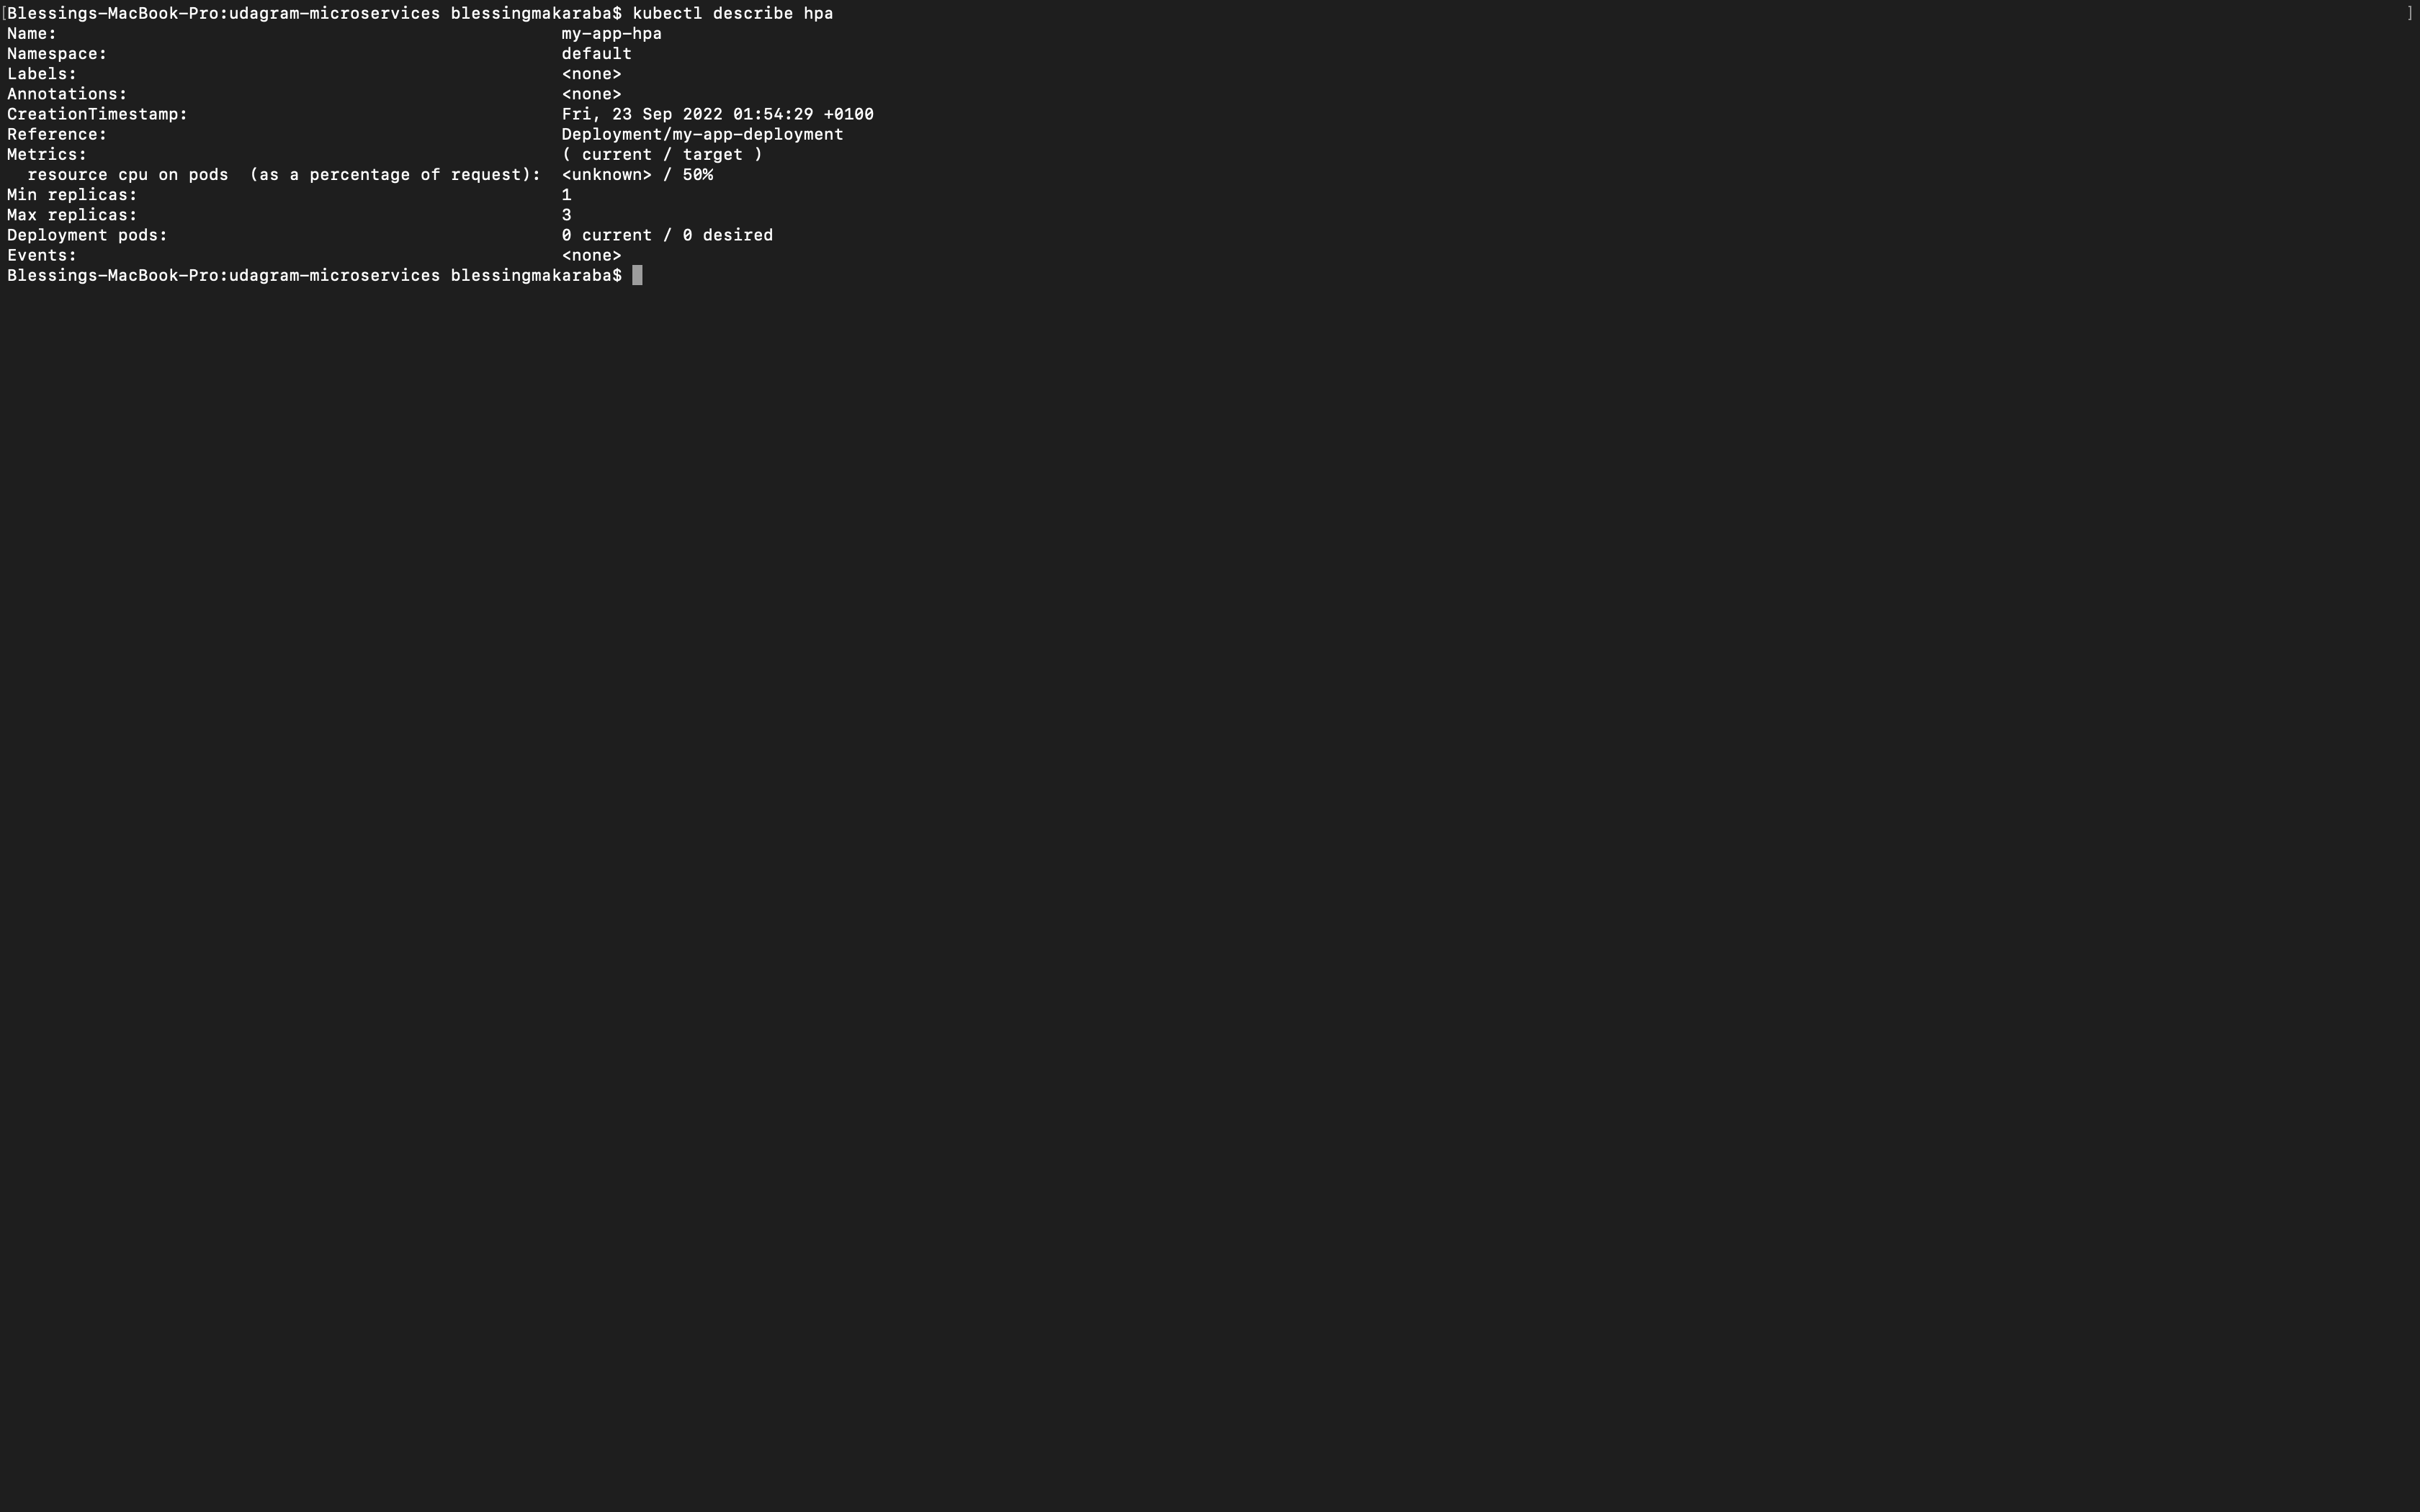 [Blessings-MacBook-Pro:udagram-microservices blessingmakaraba$ kubectl describe hpa ]
Name: my-app-hpa
Namespace: default
Labels: <none>
Annotations: <none>
CreationTimestamp: Fri, 23 Sep 2022 01:54:29 +0100
Reference: Deployment/my-app-deployment
Metrics: ( current / target )
  resource cpu on pods  (as a percentage of request): <unknown> / 50%
Min replicas: 1
Max replicas: 3
Deployment pods: 0 current / 0 desired
Events: <none>
Blessings-MacBook-Pro:udagram-microservices blessingmakaraba$